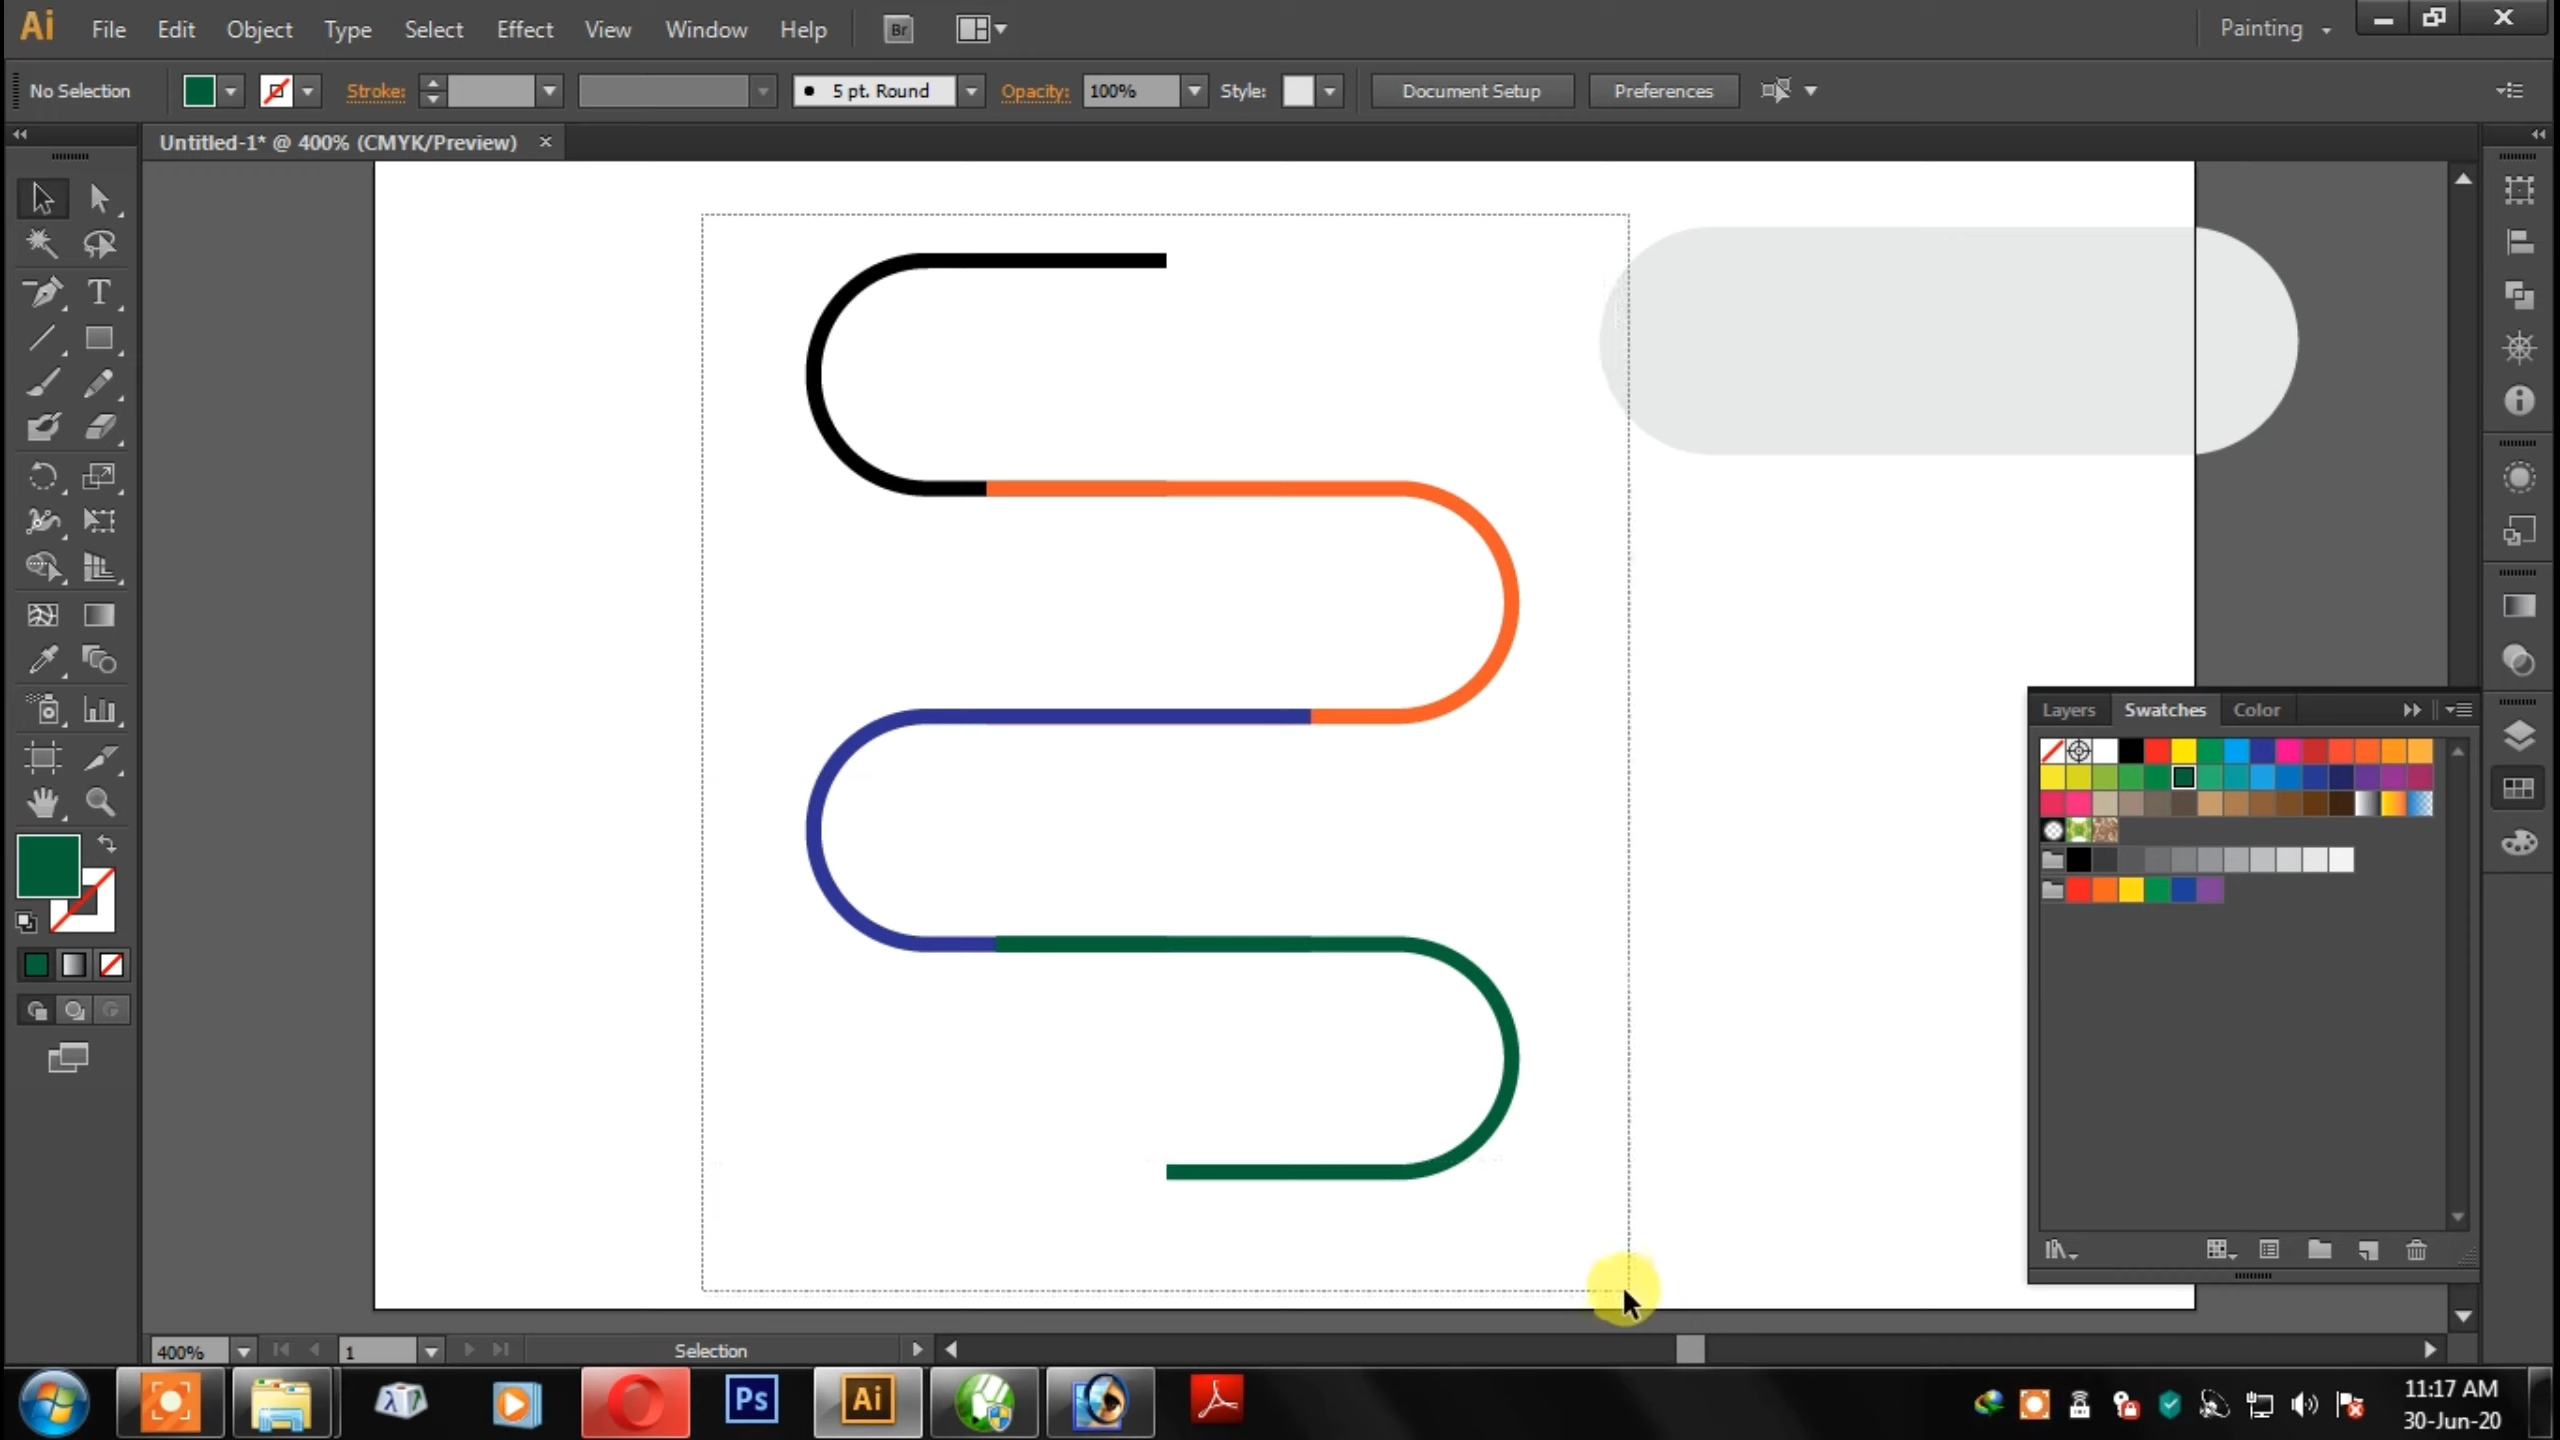 Ai File Edit Object Type Select Effect View Window Help Br Painting
No Selection Stroke: 5 pt. Round Opacity: 100% Style: Document Setup Preferences
Untitled-1* @ 400% (CMYK/Preview)
T
Layers Swatches Color
400% 1 Selection
Ps Ai
11:17 AM
30-Jun-20